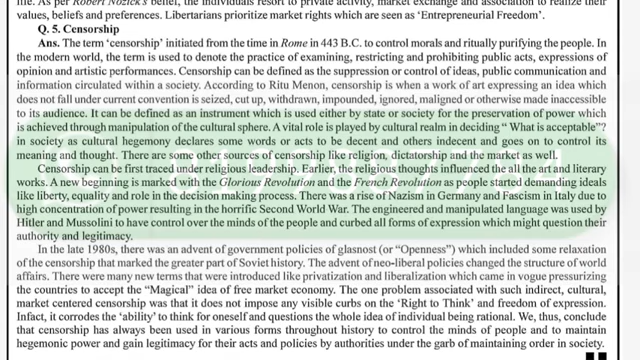 life. As per Robert Nozick's belief, the individuals resort to private activity, market exchange and association to realize their
values, beliefs and preferences. Libertarians prioritize market rights which are seen as 'Entrepreneurial Freedom'.
Q. 5. Censorship
Ans. The term 'censorship' initiated from the time in Rome in 443 B.C. to control morals and ritually purifying the people. In
the modern world, the term is used to denote the practice of examining, restricting and prohibiting public acts, expressions of
opinion and artistic performances. Censorship can be defined as the suppression or control of ideas, public communication and
information circulated within a society. According to Ritu Menon, censorship is when a work of art expressing an idea which
does not fall under current convention is seized, cut up, withdrawn, impounded, ignored, maligned or otherwise made inaccessible
to its audience. It can be defined as an instrument which is used either by state or society for the preservation of power which
is achieved through manipulation of the cultural sphere. A vital role is played by cultural realm in deciding " What is acceptable"?
in society as cultural hegemony declares some words or acts to be decent and others indecent and goes on to control its
meaning and thought. There are some other sources of censorship like religion, dictatorship and the market as well.
Censorship can be first traced under religious leadership. Earlier, the religious thoughts influenced the all the art and literary
works. A new beginning is marked with the Glorious Revolution and the French Revolution as people started demanding ideals
like liberty, equality and role in the decision making process. There was a rise of Nazism in Germany and Fascism in Italy due to
high concentration of power resulting in the horrific Second World War. The engineered and manipulated language was used by
Hitler and Mussolini to have control over the minds of the people and curbed all forms of expression which might question their
authority and legitimacy.
In the late 1980s, there was an advent of government policies of glasnost (or "Openness") which included some relaxation
of the censorship that marked the greater part of Soviet history. The advent of neo-liberal policies changed the structure of world
affairs. There were many new terms that were introduced like privatization and liberalization which came in vogue pressurizing
the countries to accept the "Magical" idea of free market economy. The one problem associated with such indirect, cultural,
market centered censorship was that it does not impose any visible curbs on the 'Right to Think' and freedom of expression.
Infact, it corrodes the 'ability' to think for oneself and questions the whole idea of individual being rational. We, thus, conclude
that censorship has always been used in various forms throughout history to control the minds of people and to maintain
hegemonic power and gain legitimacy for their acts and policies by authorities under the garb of maintaining order in society.